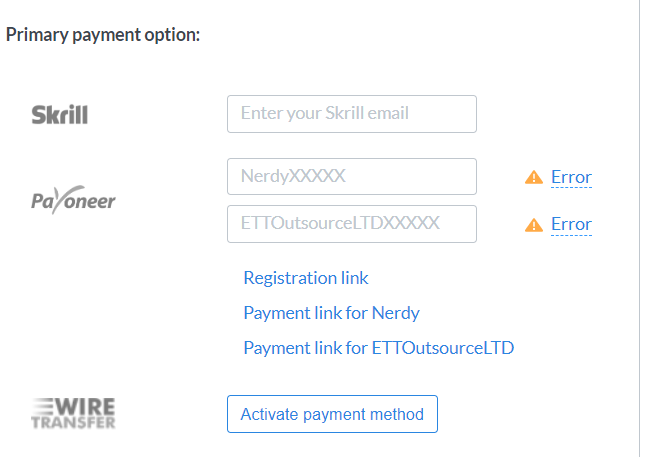 Primary payment option:
Skrill
Enter your Skrill email
Payoneer
NerdyXXXXX
Error
ETTOutsourceLTDXXXXX
Error
Registration link
Payment link for Nerdy
Payment link for ETTOutsourceLTD
WIRE
TRANSFER
Activate payment method